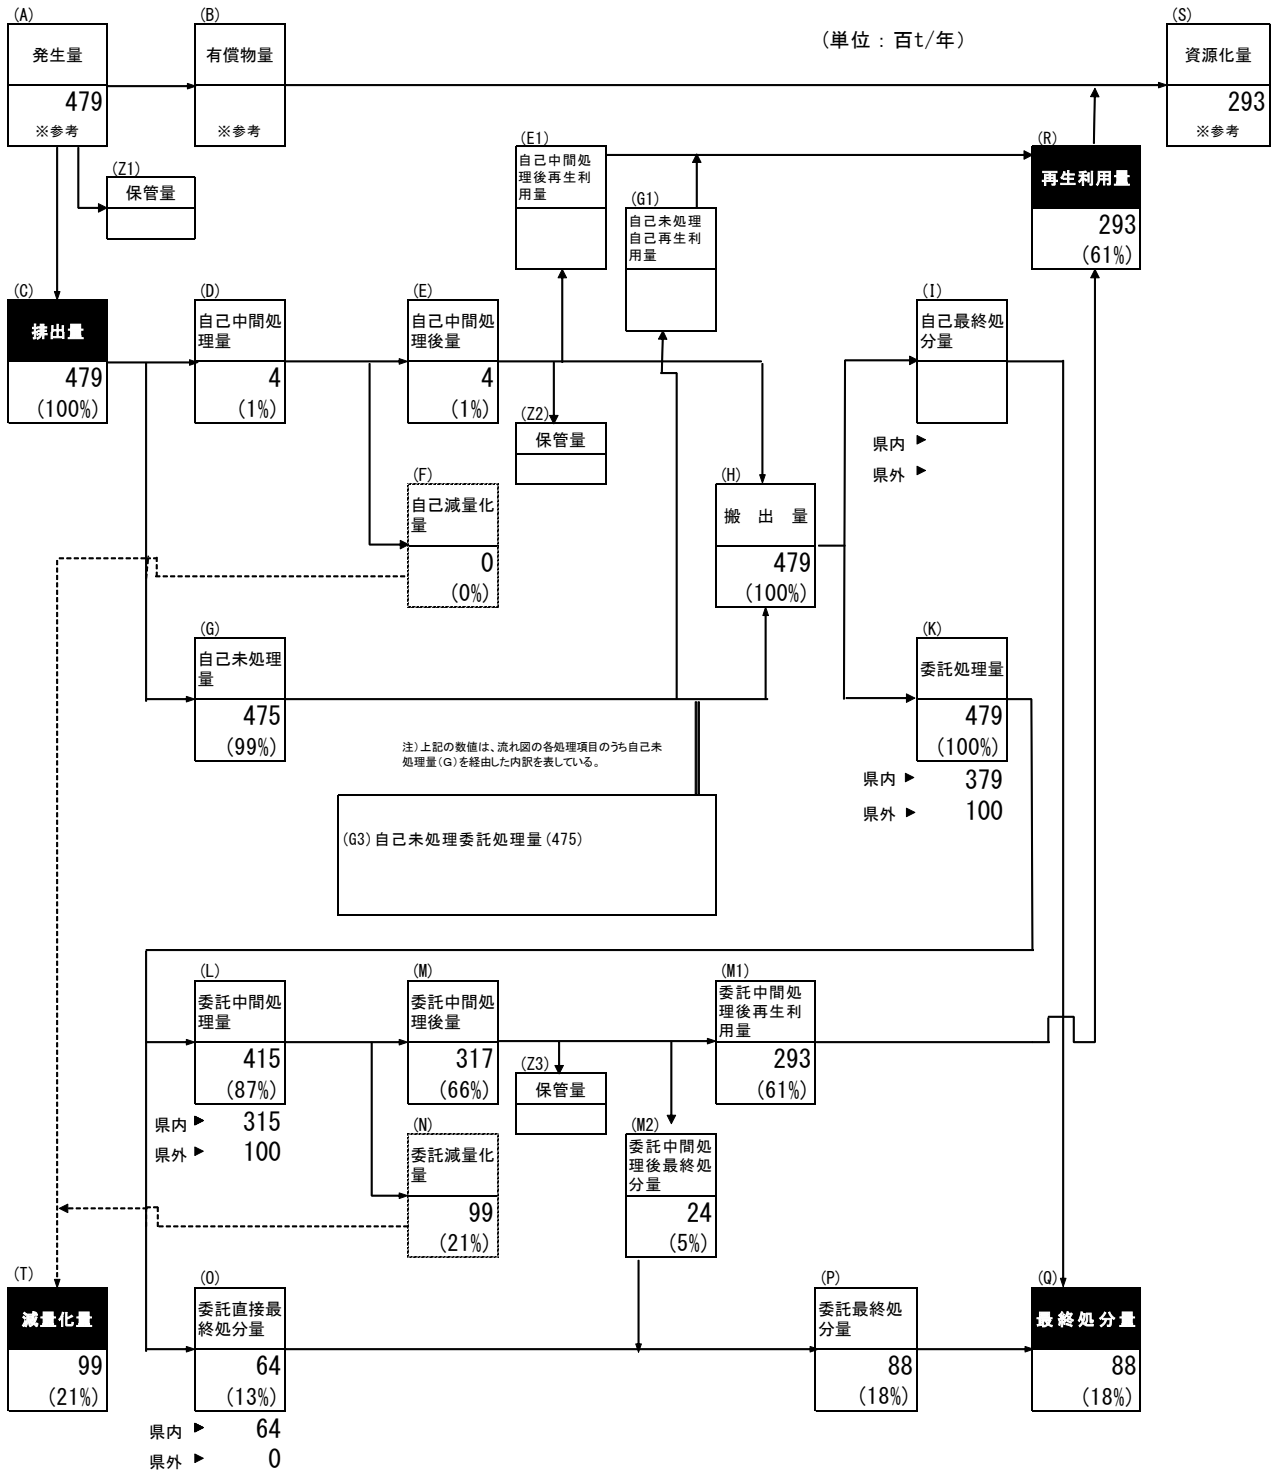 (A)
発生量
479
※参考
(B)
有償物量
※参考
(単位：百t/年)
(S)
資源化量
293
※参考
(Z1)
保管量
(E1)
自己中間処
理後再生利
用量
(G1)
自己未処理
自己再生利
用量
(R)
再生利用量
293
(61%)
(C)
排出量
479
(100%)
(D)
自己中間処
理量
4
(1%)
(E)
自己中間処
理後量
4
(1%)
(Z2)
保管量
(I)
自己最終処
分量
県内 ▶
県外 ▶
(F)
自己減量化
量
0
(0%)
(H)
搬　出　量
479
(100%)
(G)
自己未処理
量
475
(99%)
(K)
委託処理量
479
(100%)
県内 ▶ 379
県外 ▶ 100
注）上記の数値は、流れ図の各処理項目のうち自己未
処理量（G）を経由した内訳を表している。
(G3)自己未処理委託処理量(475)
(L)
委託中間処
理量
415
(87%)
県内 ▶ 315
県外 ▶ 100
(M)
委託中間処
理後量
317
(66%)
(Z3)
保管量
(M1)
委託中間処
理後再生利
用量
293
(61%)
(N)
委託減量化
量
99
(21%)
(M2)
委託中間処
理後最終処
分量
24
(5%)
(T)
減量化量
99
(21%)
(O)
委託直接最
終処分量
64
(13%)
県内 ▶ 64
県外 ▶ 0
(P)
委託最終処
分量
88
(18%)
(Q)
最終処分量
88
(18%)